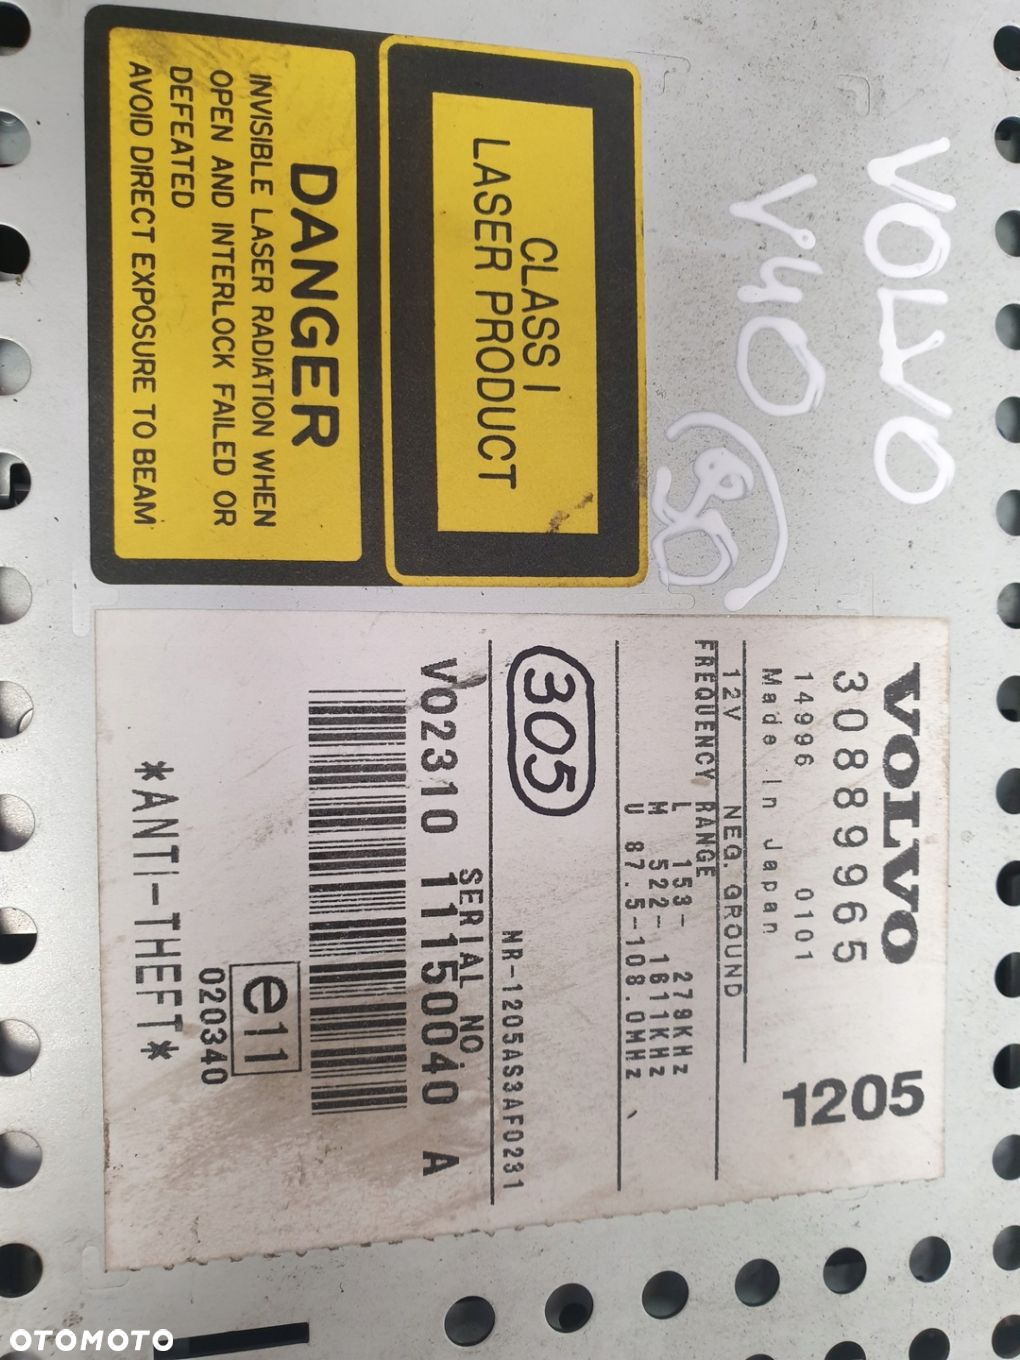 VOLVO
V40
CLASS I
LASER PRODUCT
DANGER
INVISIBLE LASER RADIATION WHEN
OPEN AND INTERLOCK FAILED OR
DEFEATED
AVOID DIRECT EXPOSURE TO BEAM
VOLVO
30889965
14996 0101
1205
Made in Japan
12V NEG. GROUND
FREQUENCY RANGE
L 153- 279KHz
M 522- 1611KHz
U 87.5-108.0MHz
305
NR-1205AS3AF0231
SERIAL NO.
VO2310 11150040 A
e11
020340
*ANTI-THEFT*
OTOMOTO